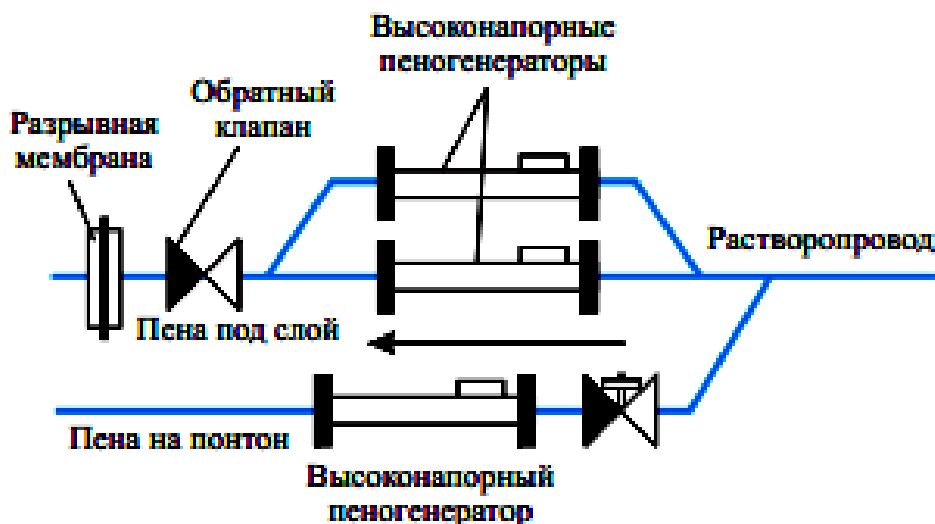 Высоконапорные
пеногенераторы
Обратный
клапан
Разрывная
мембрана
Растворопровод
Пена под слой
Пена на понтон
Высоконапорный
пеногенератор